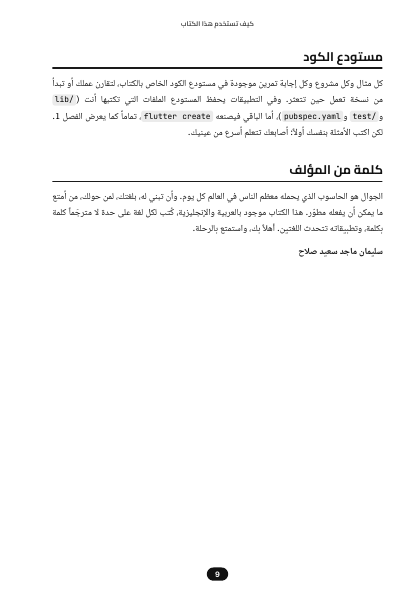 كيف تستخدم هذا الكتاب
مستودع الكود
كل مثال وكل مشروع وكل إجابة تمرين موجودة في مستودع الكود الخاص بالكتاب، لتقارن عملك أو تبدأ
من نسخة تعمل حين تتعثر. وفي التطبيقات يحفظ المستودع الملفات التي تكتبها أنت (lib/
و test/ و pubspec.yaml)، أما الباقي فيصنعه flutter create، تماماً كما يعرض الفصل 1.
لكن اكتب الأمثلة بنفسك أولاً؛ أصابعك تتعلم أسرع من عينيك.
كلمة من المؤلف
الجوال هو الحاسوب الذي يحمله معظم الناس في العالم كل يوم. وأن تبني له، بلغتك، لمن حولك، من أمتع
ما يمكن أن يفعله مطوّر. هذا الكتاب موجود بالعربية والإنجليزية، كُتب لكل لغة على حدة لا مترجَماً كلمة
بكلمة، وتطبيقاته تتحدث اللغتين. أهلاً بك، واستمتع بالرحلة.
سليمان ماجد سعيد صلاح
9